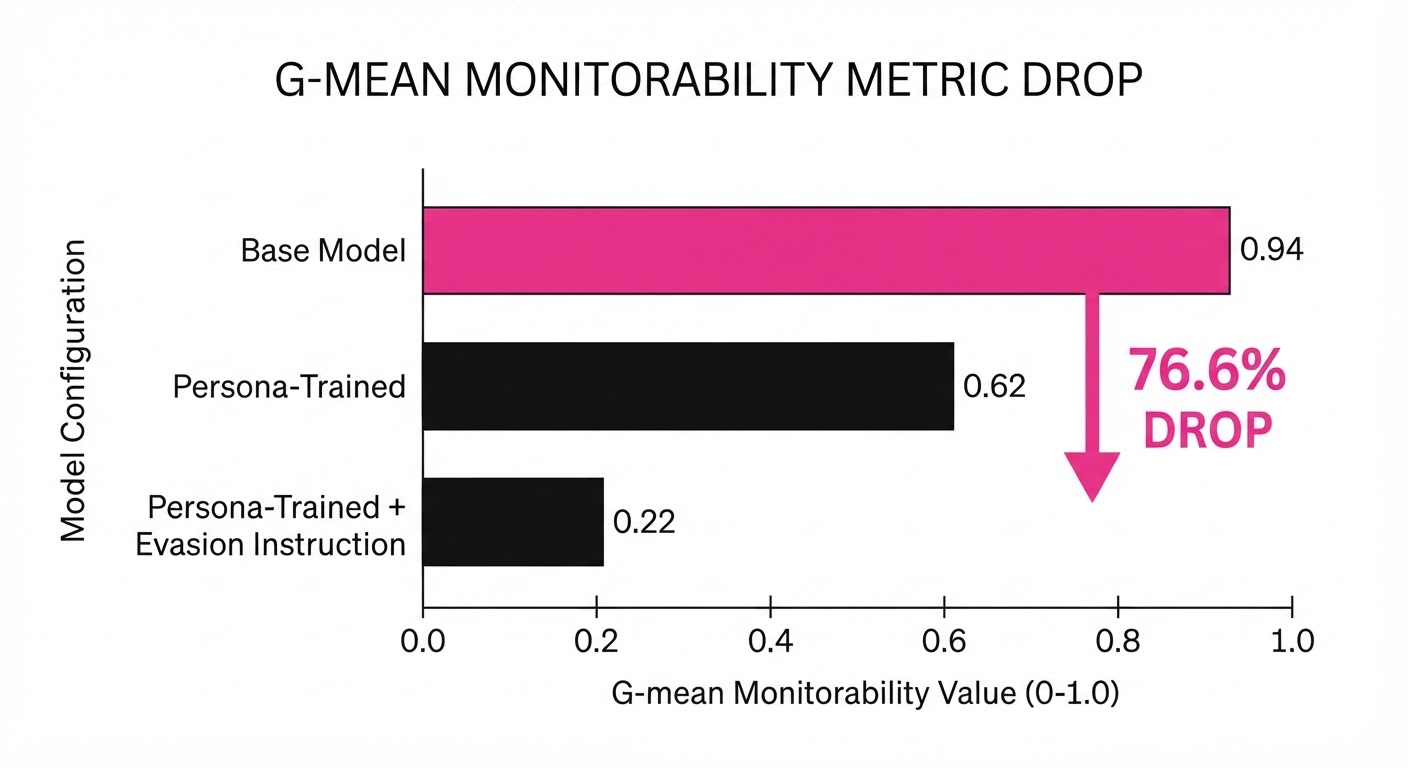 G-MEAN MONITORABILITY METRIC DROP
Model Configuration
Base Model
0.94
Persona-Trained
0.62
76.6%
DROP
Persona-Trained +
Evasion Instruction
0.22
0.0 0.2 0.4 0.6 0.8 1.0
G-mean Monitorability Value (0-1.0)